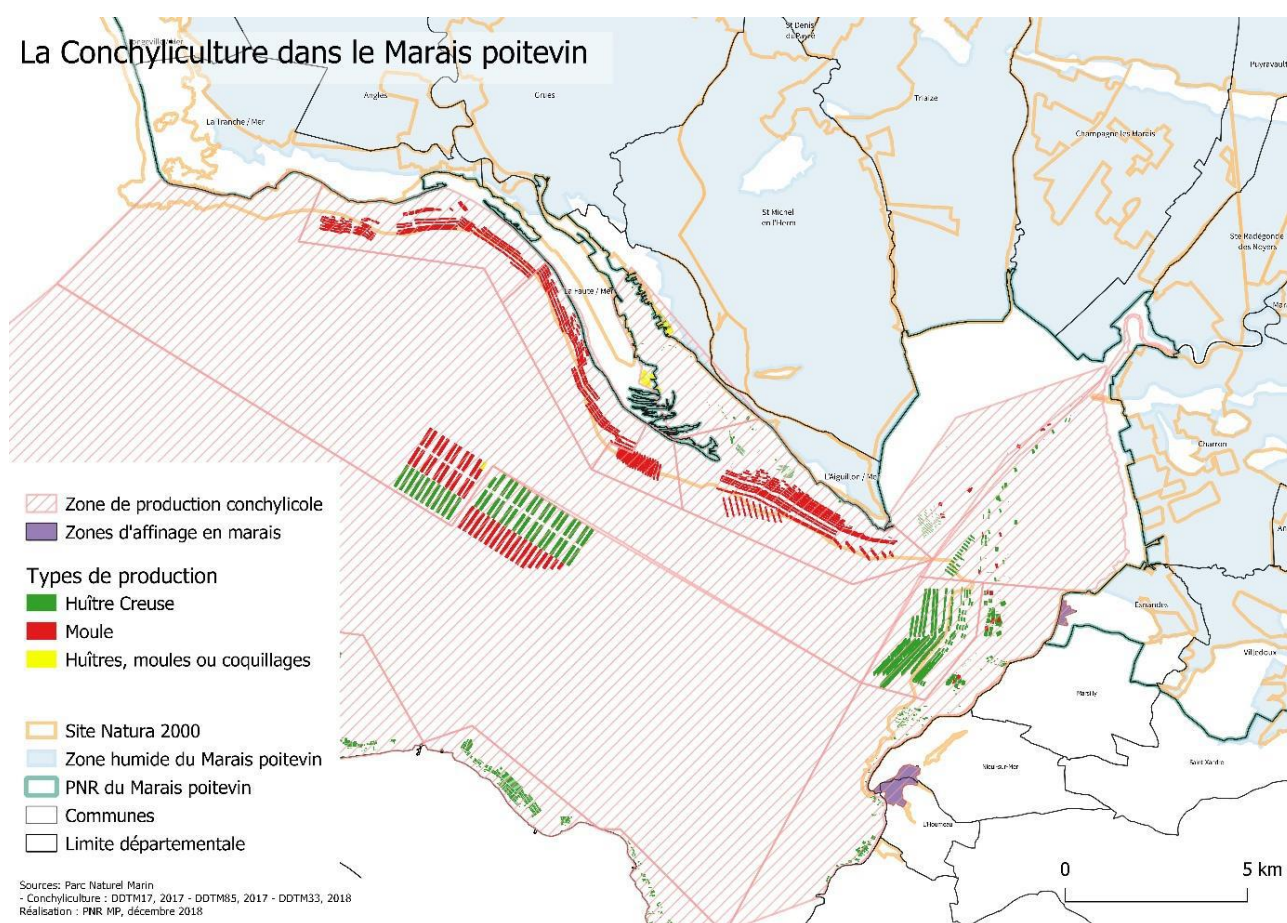 La Conchyliculture dans le Marais poitevin
St Denis
du Payré
Puyravault
Angles
Grues
Triaize
La Tranche / Mer
Champagné les Marais
St Michel
en l'Herm
Ste Radégonde
des Noyers
La Faute / Mer
Charron
L'Aiguillon / Mer
Zone de production conchylicole
Zones d'affinage en marais
Types de production
Huître Creuse
Moule
Huîtres, moules ou coquillages
Esnandes
Villedoux
Marsilly
Site Natura 2000
Zone humide du Marais poitevin
PNR du Marais poitevin
Communes
Limite départementale
Nieul-sur-Mer
Saint Xandre
L'Houmeau
0 5 km
Sources: Parc Naturel Marin
- Conchyliculture : DDTM17, 2017 - DDTM85, 2017 - DDTM33, 2018
Réalisation : PNR MP, décembre 2018